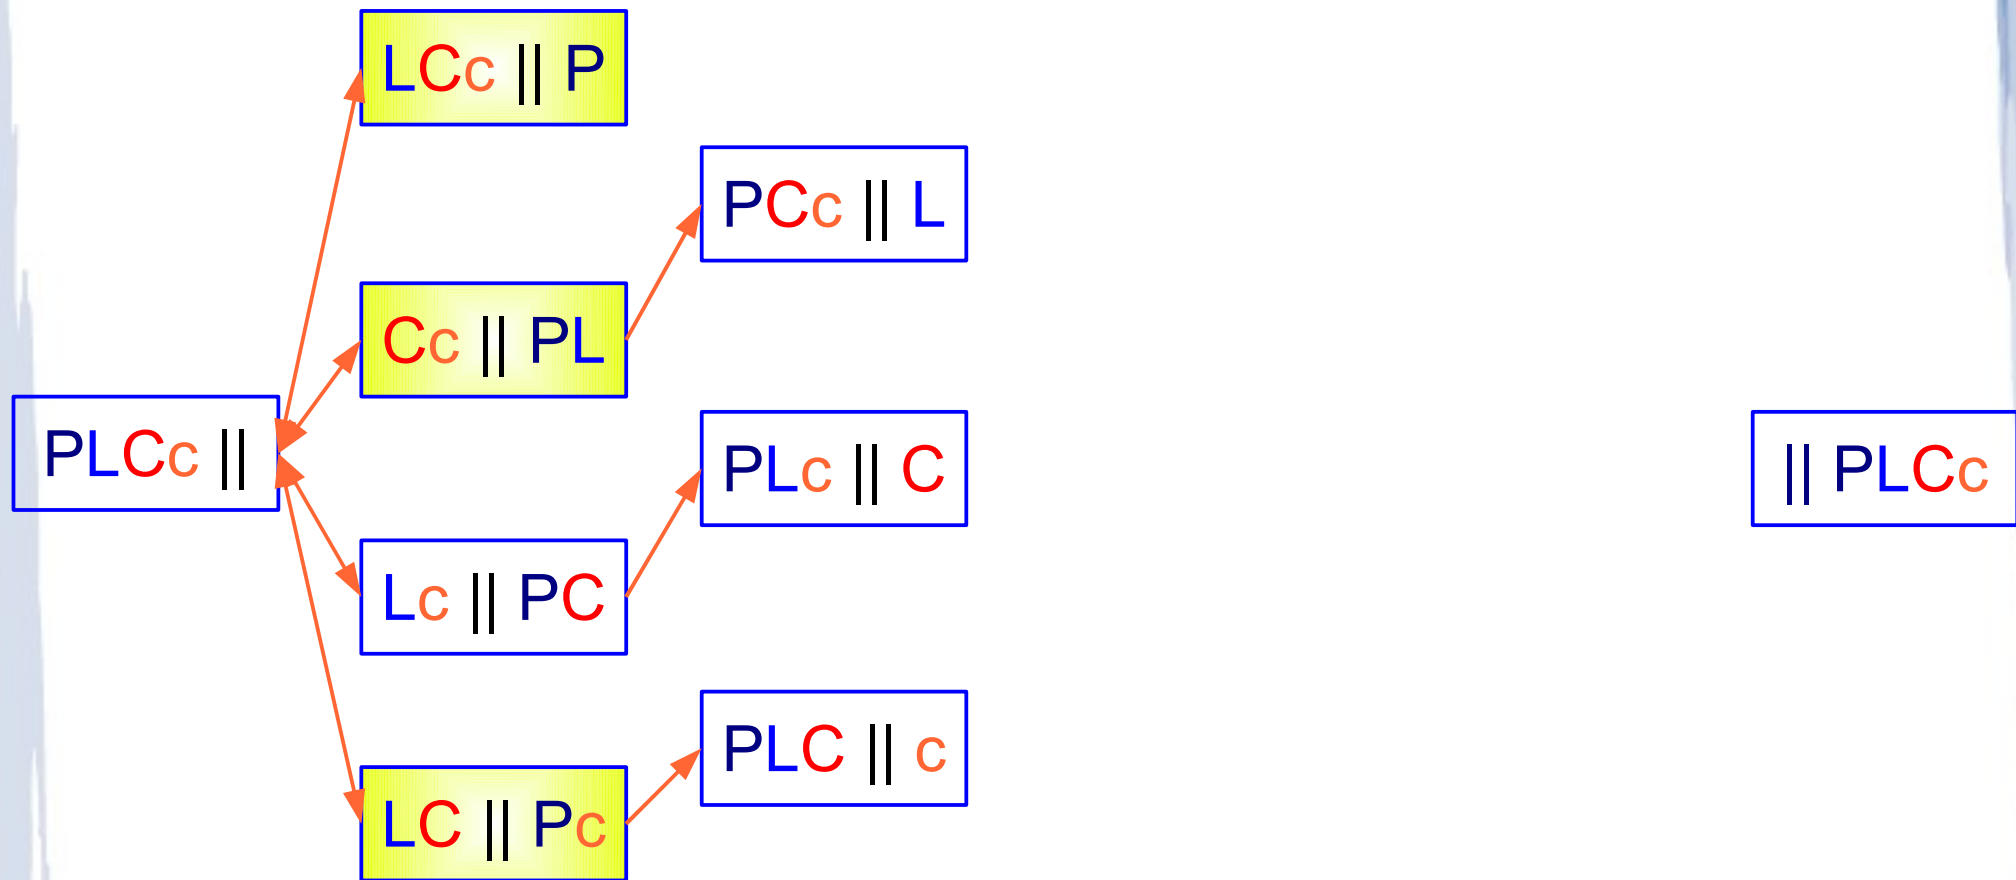 LCc || P
PCc || L
Cc || PL
PLCc ||
PLc || C
|| PLCc
Lc || PC
PLC || c
LC || Pc